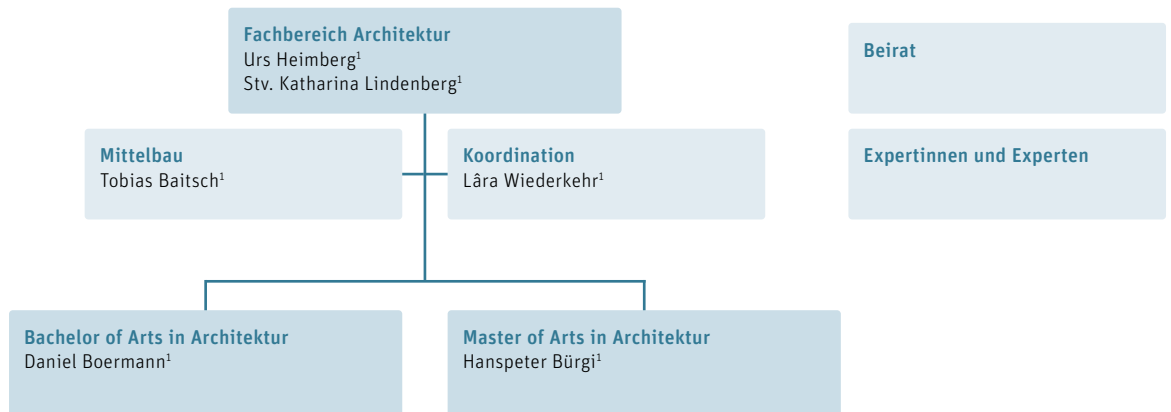 Fachbereich Architektur
Urs Heimberg¹
Stv. Katharina Lindenberg¹
Beirat
Mittelbau
Tobias Baitsch¹
Koordination
Lâra Wiederkehr¹
Expertinnen und Experten
Bachelor of Arts in Architektur
Daniel Boermann¹
Master of Arts in Architektur
Hanspeter Bürgi¹